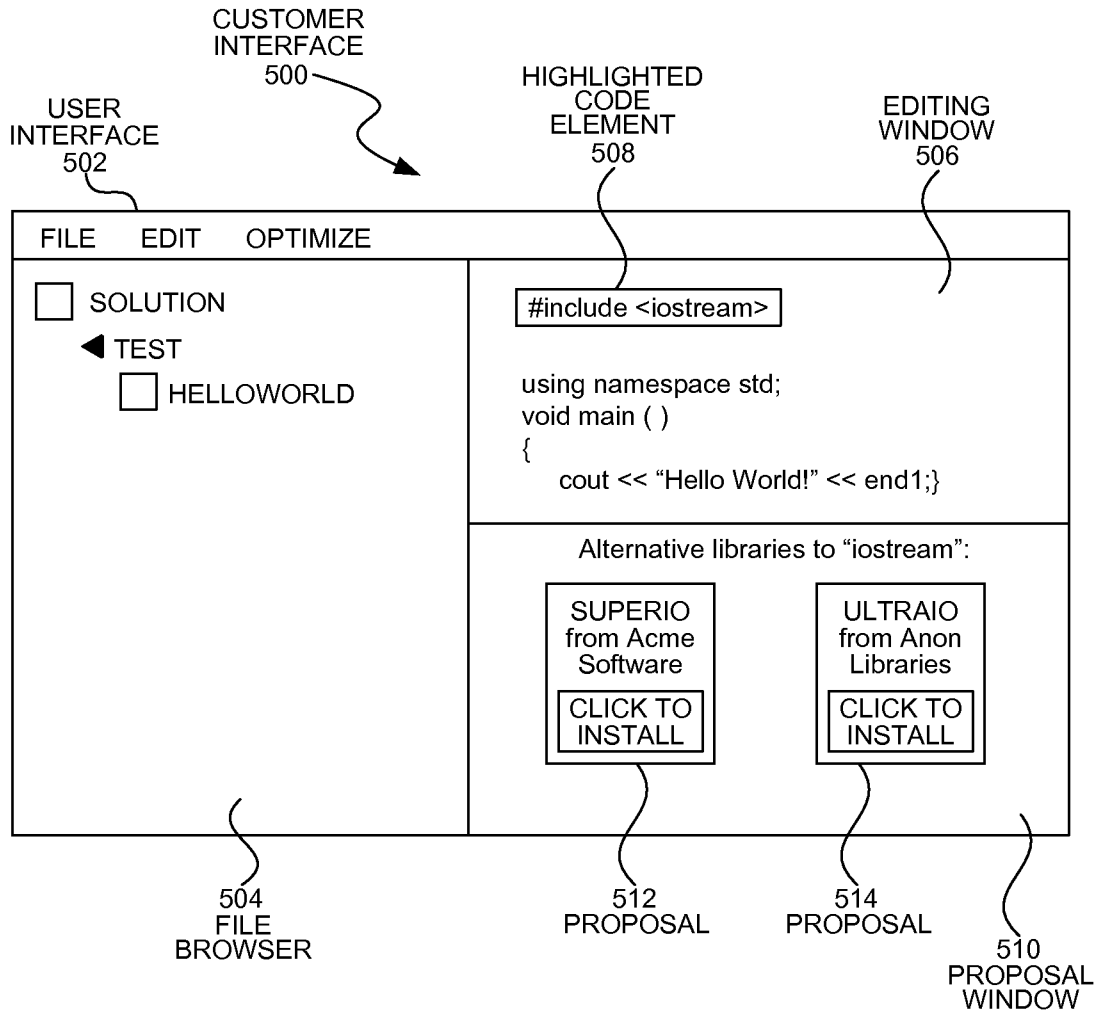 CUSTOMER
INTERFACE
500
HIGHLIGHTED
CODE
ELEMENT
508
EDITING
WINDOW
506
USER
INTERFACE
502
FILE EDIT OPTIMIZE
SOLUTION
TEST
HELLOWORLD
#include <iostream>
using namespace std;
void main ( )
{
cout << “Hello World!” << end1;}
Alternative libraries to “iostream”:
SUPERIO
from Acme
Software
CLICK TO
INSTALL
ULTRAIO
from Anon
Libraries
CLICK TO
INSTALL
504
FILE
BROWSER
512
PROPOSAL
514
PROPOSAL
510
PROPOSAL
WINDOW